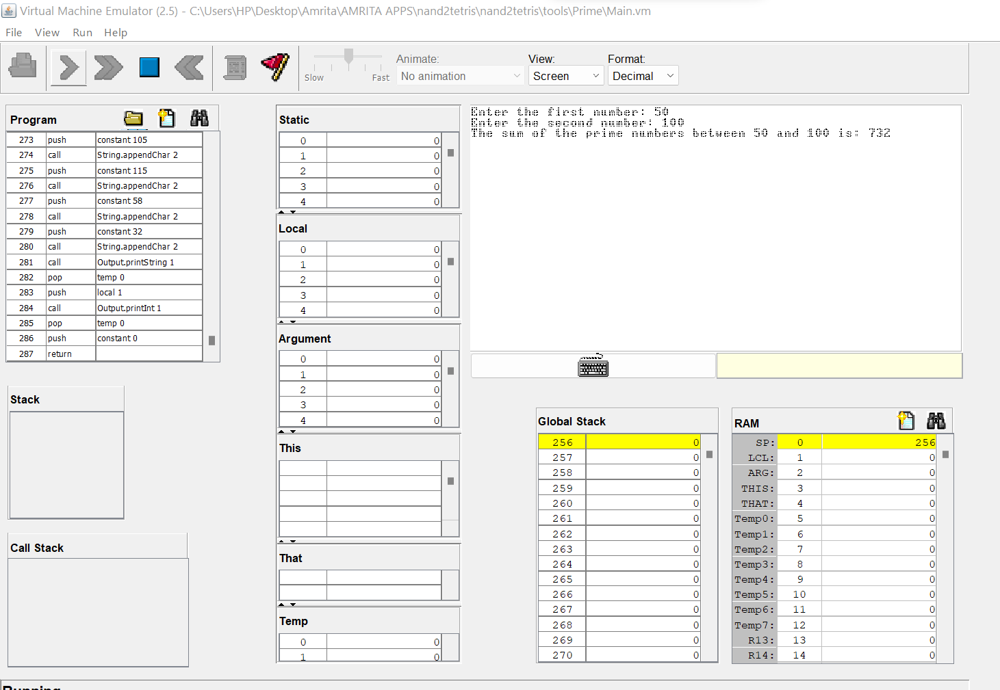 Virtual Machine Emulator (2.5) - C:\Users\HP\Desktop\Amrita\AMRITA APPS\nand2tetris\nand2tetris\tools\Prime\Main.vm
File View Run Help
Slow Fast
Animate:
No animation
View:
Screen
Format:
Decimal
Program
273 push constant 105
274 call String.appendChar 2
275 push constant 115
276 call String.appendChar 2
277 push constant 58
278 call String.appendChar 2
279 push constant 32
280 call String.appendChar 2
281 call Output.printString 1
282 pop temp 0
283 push local 1
284 call Output.printInt 1
285 pop temp 0
286 push constant 0
287 return
Stack
Call Stack
Static
0 0
1 0
2 0
3 0
4 0
Local
0 0
1 0
2 0
3 0
4 0
Argument
0 0
1 0
2 0
3 0
4 0
This
That
Temp
0 0
1 0
Enter the first number: 50
Enter the second number: 100
The sum of the prime numbers between 50 and 100 is: 732
Global Stack
256 0
257 0
258 0
259 0
260 0
261 0
262 0
263 0
264 0
265 0
266 0
267 0
268 0
269 0
270 0
RAM
SP: 0 256
LCL: 1 0
ARG: 2 0
THIS: 3 0
THAT: 4 0
Temp0: 5 0
Temp1: 6 0
Temp2: 7 0
Temp3: 8 0
Temp4: 9 0
Temp5: 10 0
Temp6: 11 0
Temp7: 12 0
R13: 13 0
R14: 14 0
Running